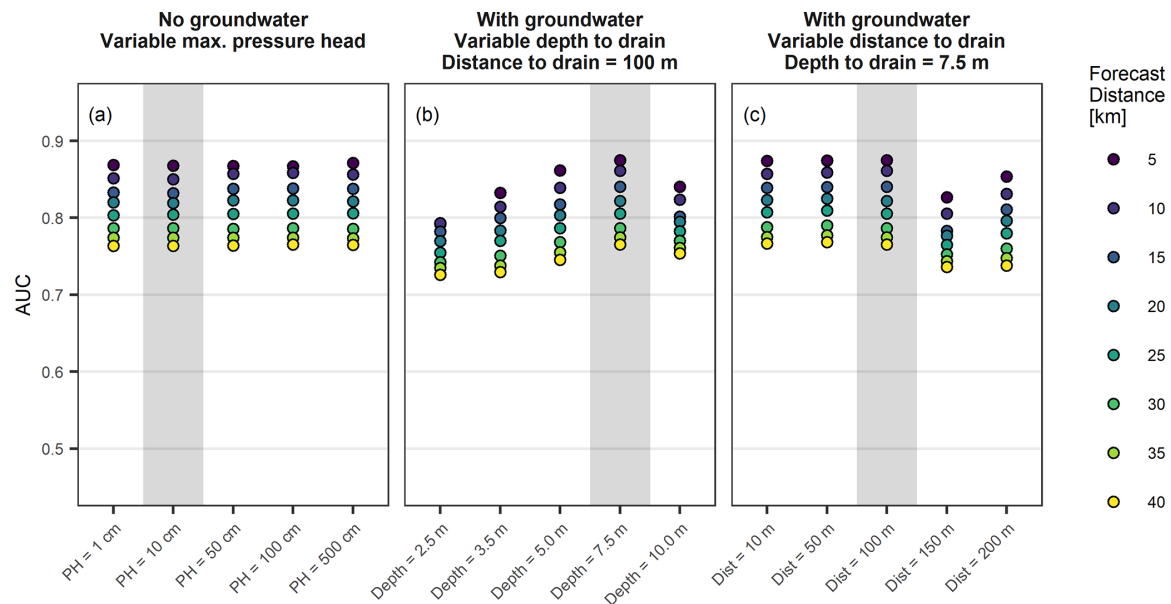 No groundwater
Variable max. pressure head
With groundwater
Variable depth to drain
Distance to drain = 100 m
With groundwater
Variable distance to drain
Depth to drain = 7.5 m
(a)
(b)
(c)
AUC
0.9
0.8
0.7
0.6
0.5
PH = 1 cm
PH = 10 cm
PH = 50 cm
PH = 100 cm
PH = 500 cm
Depth = 2.5 m
Depth = 3.5 m
Depth = 5.0 m
Depth = 7.5 m
Depth = 10.0 m
Dist = 10 m
Dist = 50 m
Dist = 100 m
Dist = 150 m
Dist = 200 m
Forecast
Distance
[km]
5
10
15
20
25
30
35
40